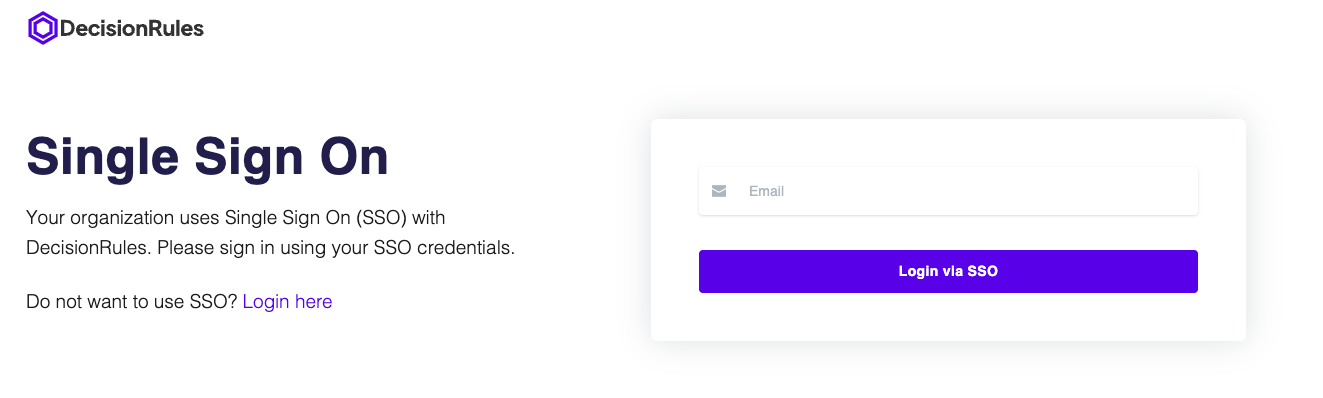 DecisionRules
Single Sign On
Your organization uses Single Sign On (SSO) with
DecisionRules. Please sign in using your SSO credentials.
Do not want to use SSO? Login here
Email
Login via SSO